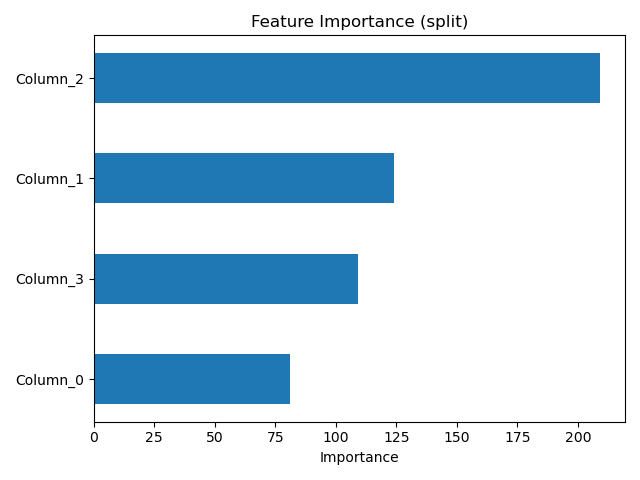 Feature Importance (split)
Column_2
Column_1
Column_3
Column_0
0 25 50 75 100 125 150 175 200
Importance